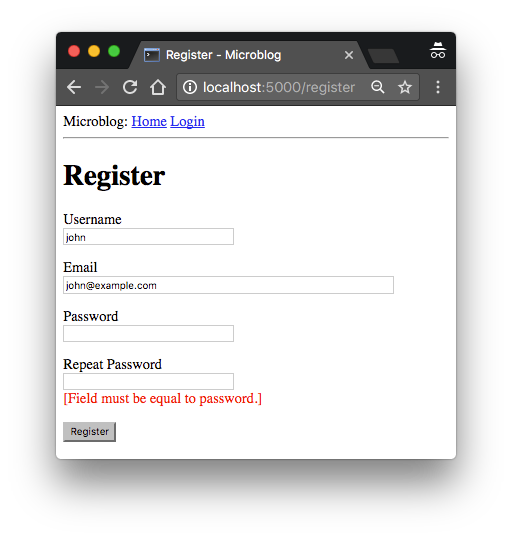 Register - Microblog
localhost:5000/register
Microblog: Home Login
Register
Username
john
Email
john@example.com
Password
Repeat Password
[Field must be equal to password.]
Register